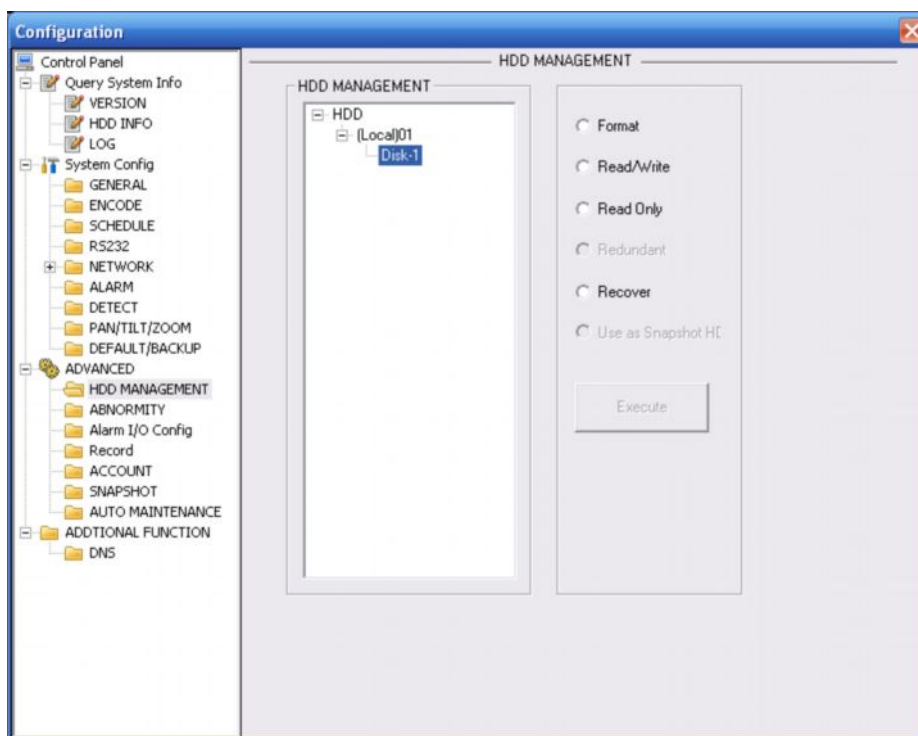 Configuration
Control Panel
Query System Info
VERSION
HDD INFO
LOG
System Config
GENERAL
ENCODE
SCHEDULE
RS232
NETWORK
ALARM
DETECT
PAN/TILT/ZOOM
DEFAULT/BACKUP
ADVANCED
HDD MANAGEMENT
ABNORMITY
Alarm I/O Config
Record
ACCOUNT
SNAPSHOT
AUTO MAINTENANCE
ADDTIONAL FUNCTION
DNS
HDD MANAGEMENT
HDD MANAGEMENT
HDD
(Local)01
Disk-1
Format
Read/Write
Read Only
Redundant
Recover
Use as Snapshot HD
Execute